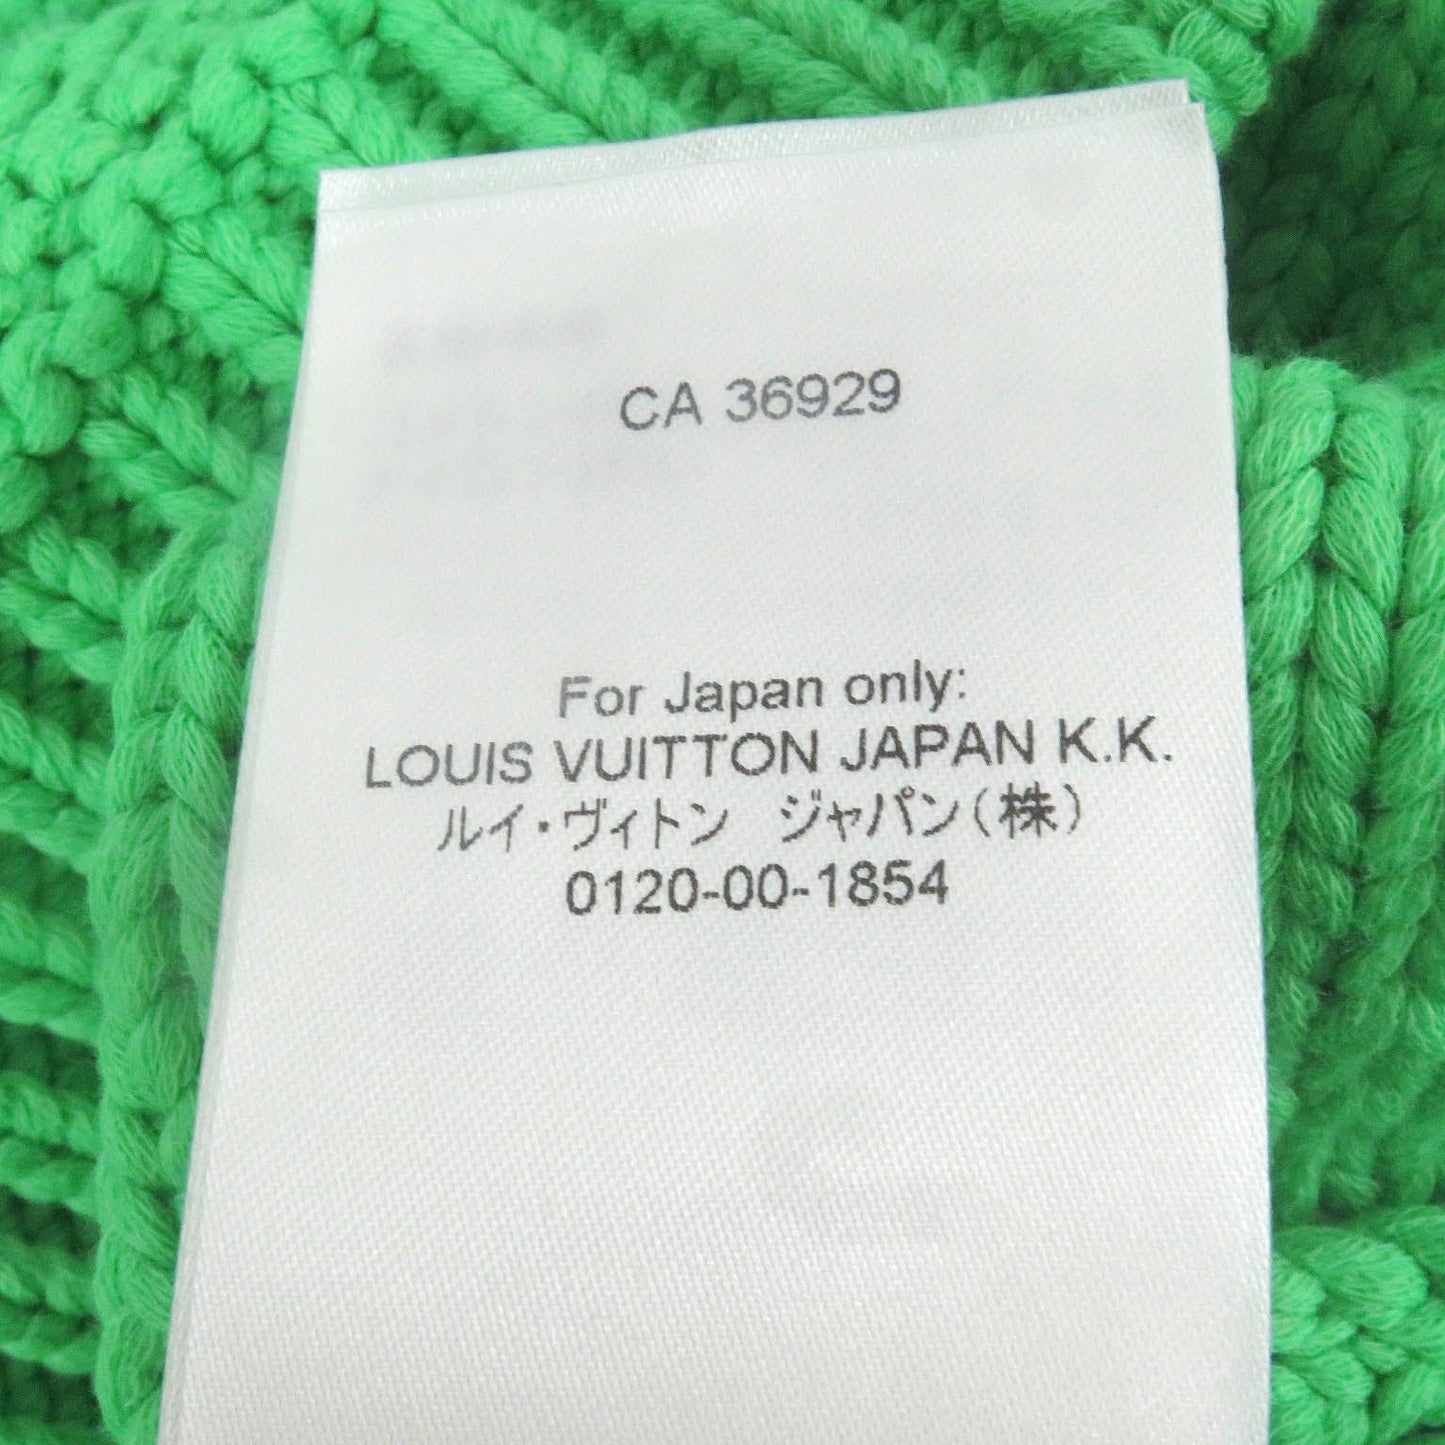 CA 36929
For Japan only:
LOUIS VUITTON JAPAN K.K.
ルイ・ヴィトン　ジャパン（株）
0120-00-1854